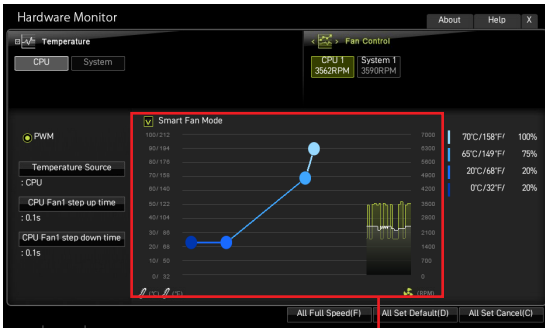 Hardware Monitor
About Help X
Temperature
Fan Control
CPU System
CPU 1 System 1
3562RPM 3590RPM
Smart Fan Mode
PWM
Temperature Source
: CPU
CPU Fan1 step up time
: 0.1s
CPU Fan1 step down time
: 0.1s
100/212 7000
90/194 6300
80/176 5600
70/158 4900
60/140 4200
50/122 3500
40/104 2800
30/ 86 2100
20/ 68 1400
10/ 50 700
0/ 32 0
(°C) (°F) (RPM)
70°C/158°F/ 100%
65°C/149°F/ 75%
20°C/68°F/ 20%
0°C/32°F/ 20%
All Full Speed(F) All Set Default(D) All Set Cancel(C)